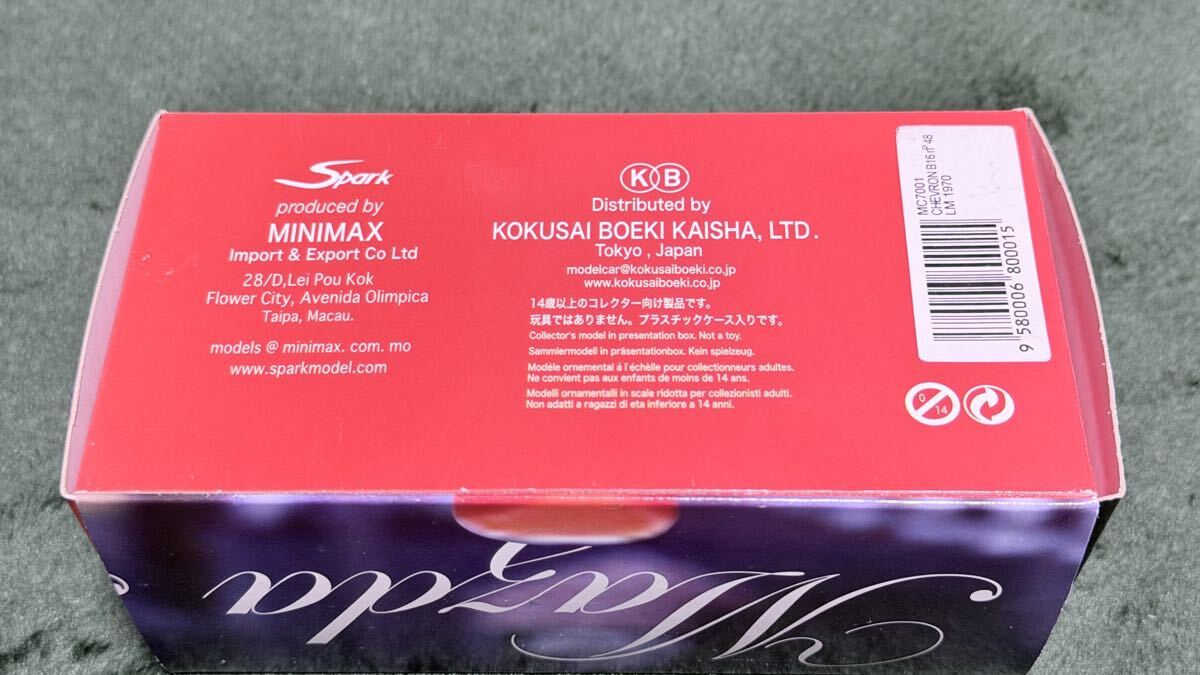 Spark
produced by
MINIMAX
Import & Export Co Ltd
28/D,Lei Pou Kok
Flower City, Avenida Olimpica
Taipa, Macau.
models @ minimax. com. mo
www.sparkmodel.com
KB
Distributed by
KOKUSAI BOEKI KAISHA, LTD.
Tokyo , Japan
modelcar@kokusaiboeki.co.jp
www.kokusaiboeki.co.jp
14歳以上のコレクター向け製品です。
玩具ではありません。プラスチックケース入りです。
Collector's model in presentation box. Not a toy.
Sammiermodell in präsentationbox. Kein spielzeug.
Modèle ornemental á l'échèlle pour collectionneurs adultes.
Ne convient pas aux enfants de moins de 14 ans.
Modelli ornamentalli in scale ridotta per collezionisti adulti.
Non adatti a ragazzi di eta inferiore a 14 anni.
MC7001
CHEVRON B16 nº 48
LM 1970
9 580006 800015
0
14
Mazda